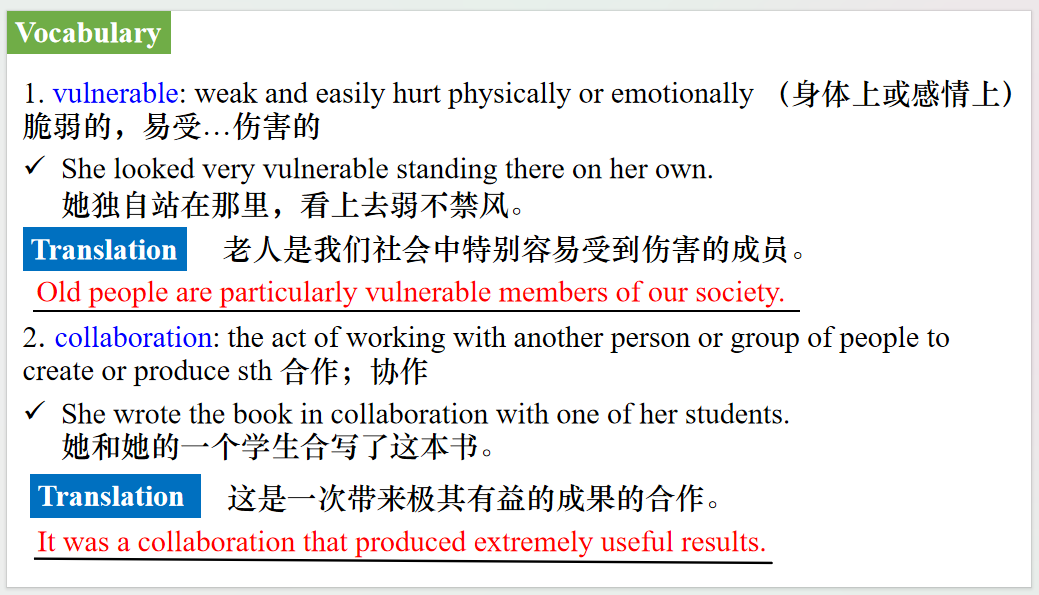 Vocabulary
1. vulnerable: weak and easily hurt physically or emotionally （身体上或感情上）
脆弱的，易受…伤害的
✓ She looked very vulnerable standing there on her own.
她独自站在那里，看上去弱不禁风。
Translation 老人是我们社会中特别容易受到伤害的成员。
Old people are particularly vulnerable members of our society.
2. collaboration: the act of working with another person or group of people to
create or produce sth 合作；协作
✓ She wrote the book in collaboration with one of her students.
她和她的一个学生合写了这本书。
Translation 这是一次带来极其有益的成果的合作。
It was a collaboration that produced extremely useful results.